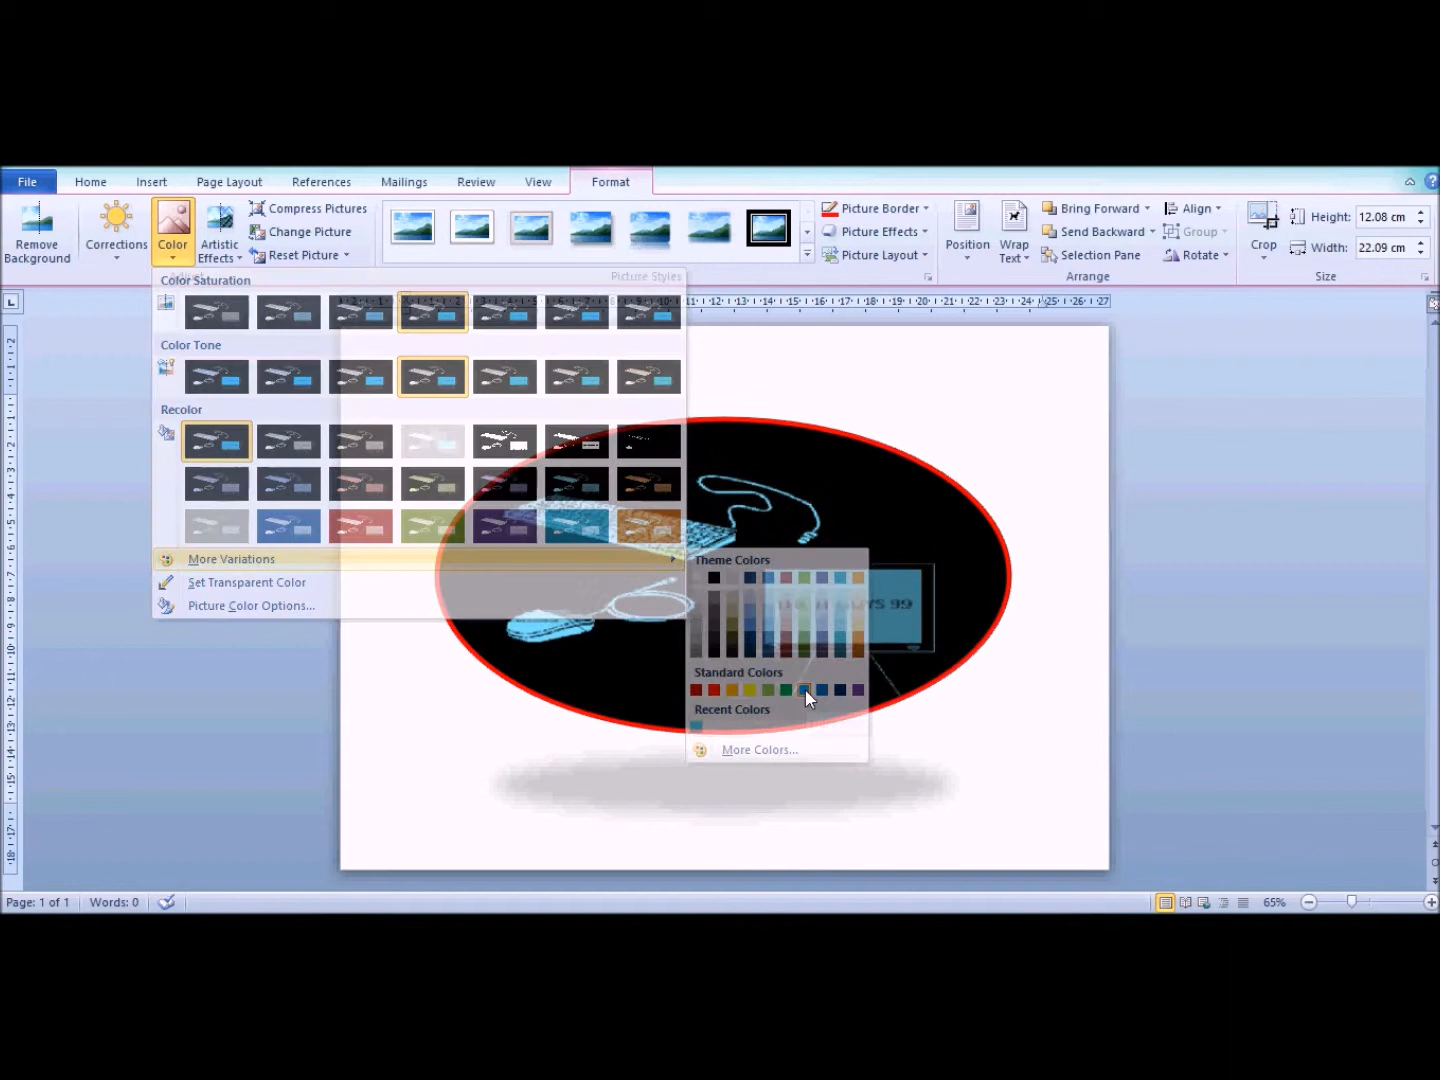 File Home Insert Page Layout References Mailings Review View Format
Remove Background
Corrections
Color
Artistic Effects
Compress Pictures
Change Picture
Reset Picture
Picture Border
Picture Effects
Picture Layout
Position
Wrap Text
Bring Forward
Send Backward
Selection Pane
Align
Group
Rotate
Crop
Height: 12.08 cm
Width: 22.09 cm
Picture Styles
Arrange
Size
Color Saturation
Color Tone
Recolor
More Variations
Set Transparent Color
Picture Color Options...
Theme Colors
Standard Colors
Recent Colors
More Colors...
Page: 1 of 1 Words: 0 65%